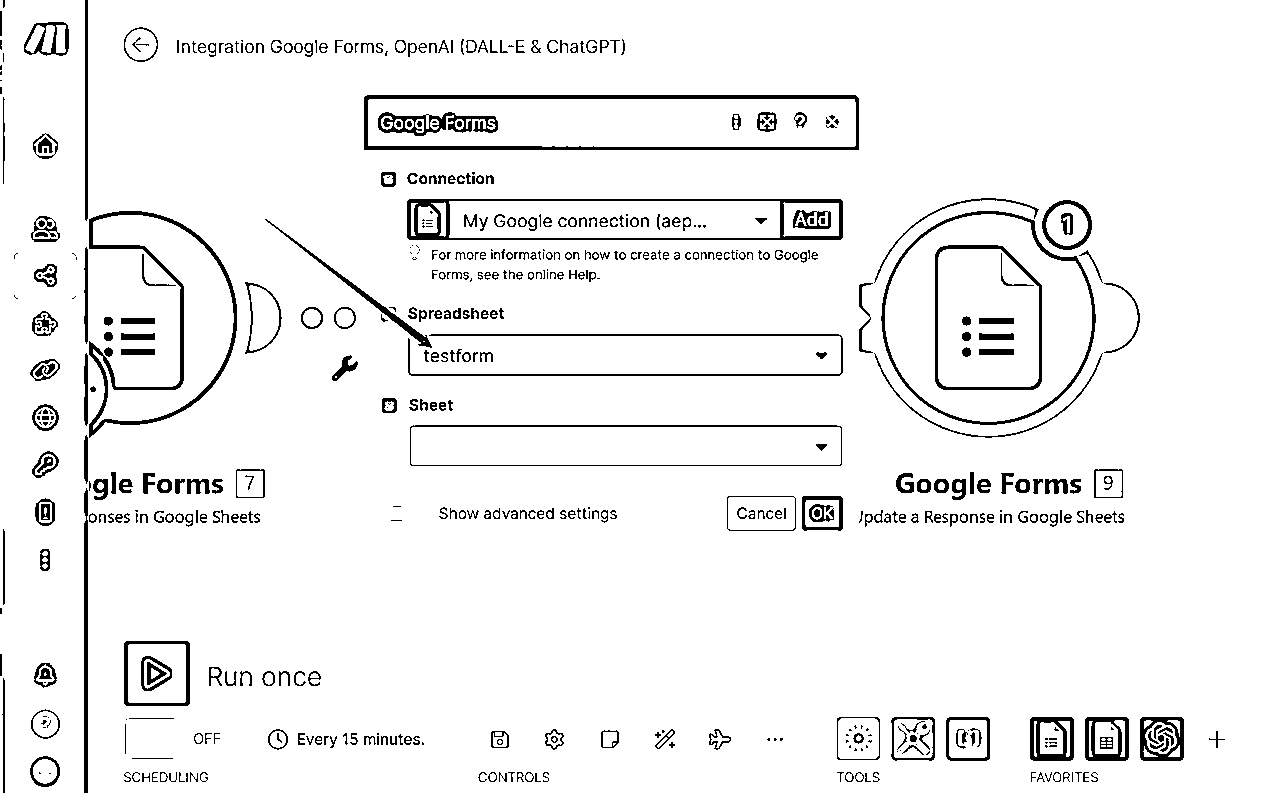 Integration Google Forms, OpenAI (DALL-E & ChatGPT)
Google Forms
Connection
My Google connection (aep...
Add
For more information on how to create a connection to Google
Forms, see the online Help.
Spreadsheet
testform
Sheet
Show advanced settings
Cancel
OK
gle Forms 7
onses in Google Sheets
1
Google Forms 9
Update a Response in Google Sheets
Run once
OFF
Every 15 minutes.
SCHEDULING
CONTROLS
TOOLS
FAVORITES